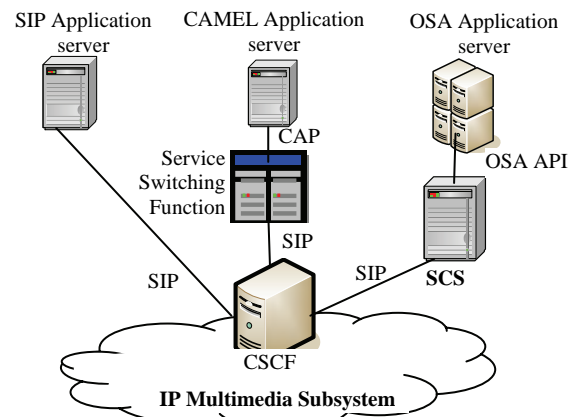 SIP Application
server
CAMEL Application
server
OSA Application
server
CAP
OSA API
Service
Switching
Function
SIP
SIP
SIP
SCS
CSCF
IP Multimedia Subsystem